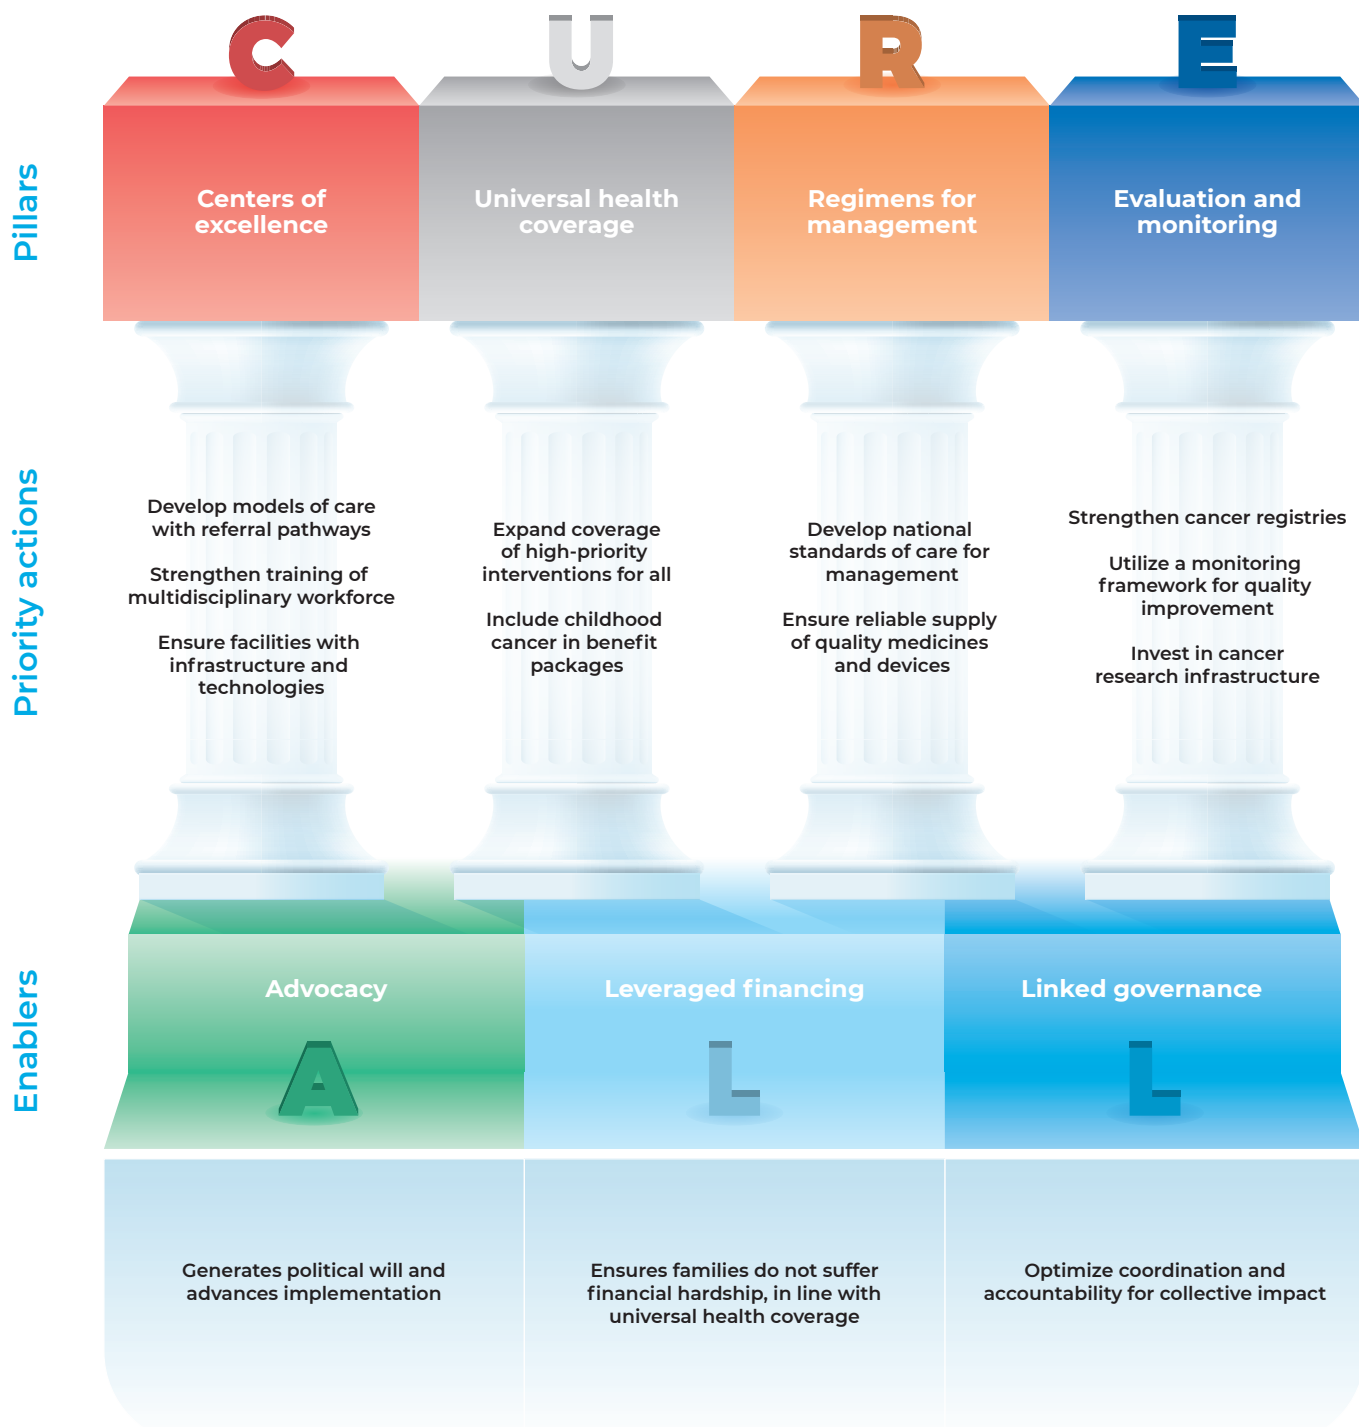 C
U
R
E
Pillars
Centers of
excellence
Universal health
coverage
Regimens for
management
Evaluation and
monitoring
Priority actions
Develop models of care
with referral pathways
Strengthen training of
multidisciplinary workforce
Ensure facilities with
infrastructure and
technologies
Expand coverage
of high-priority
interventions for all
Include childhood
cancer in benefit
packages
Develop national
standards of care for
management
Ensure reliable supply
of quality medicines
and devices
Strengthen cancer registries
Utilize a monitoring
framework for quality
improvement
Invest in cancer
research infrastructure
Enablers
Advocacy
A
Leveraged financing
L
Linked governance
L
Generates political will and
advances implementation
Ensures families do not suffer
financial hardship, in line with
universal health coverage
Optimize coordination and
accountability for collective impact